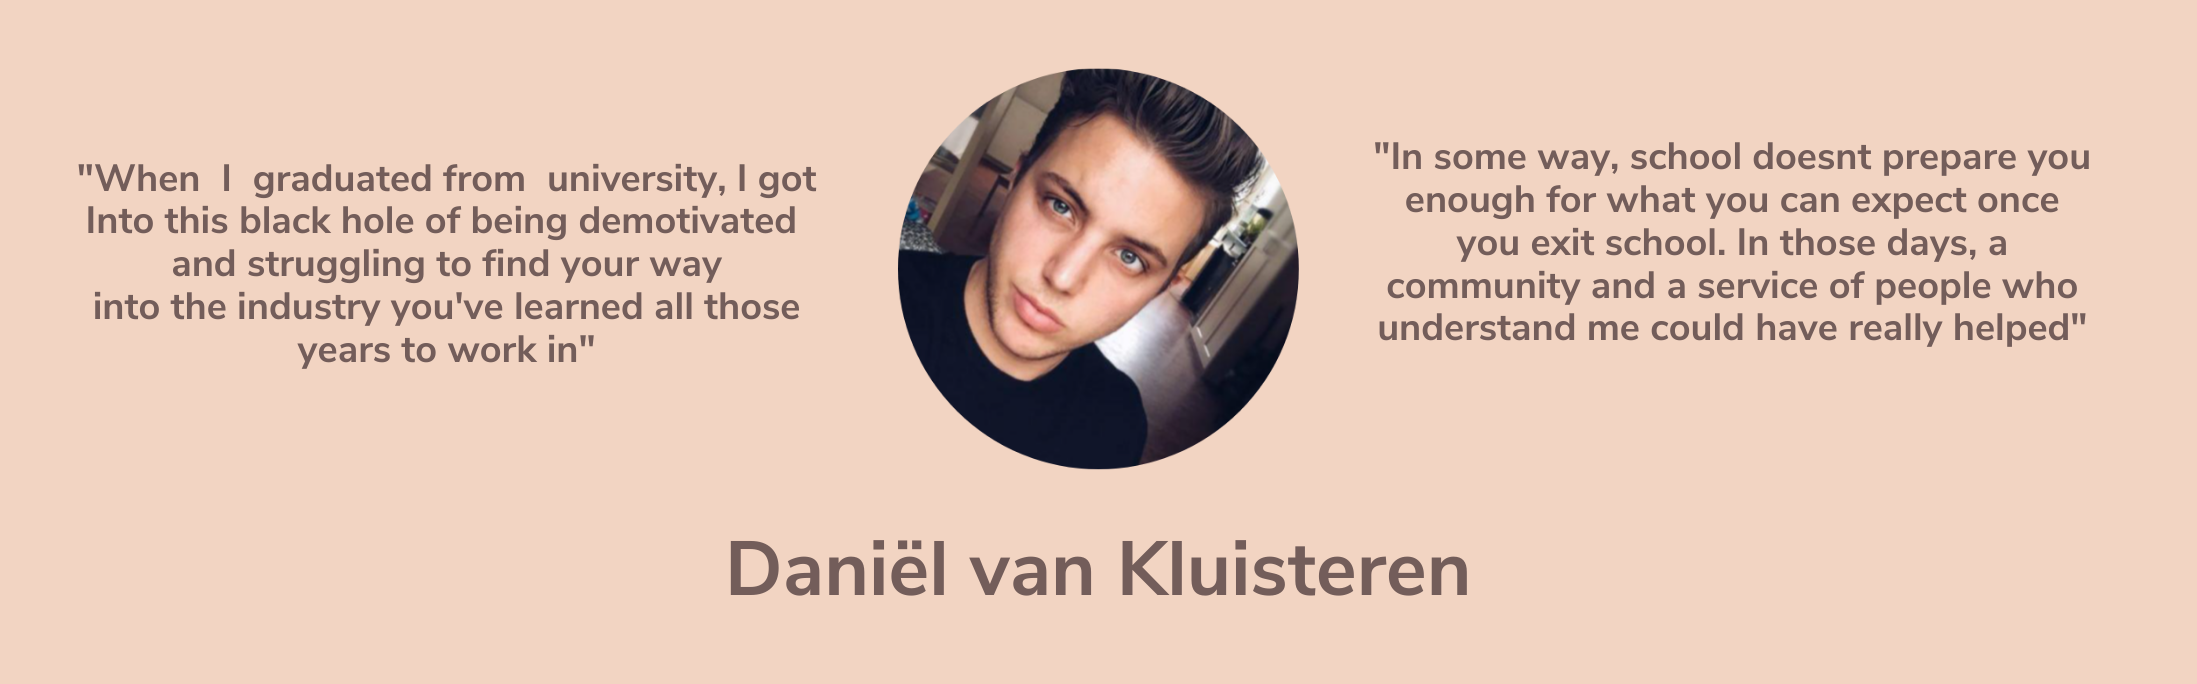 "When I graduated from university, I got
Into this black hole of being demotivated
and struggling to find your way
into the industry you've learned all those
years to work in"
"In some way, school doesnt prepare you
enough for what you can expect once
you exit school. In those days, a
community and a service of people who
understand me could have really helped"
Daniël van Kluisteren